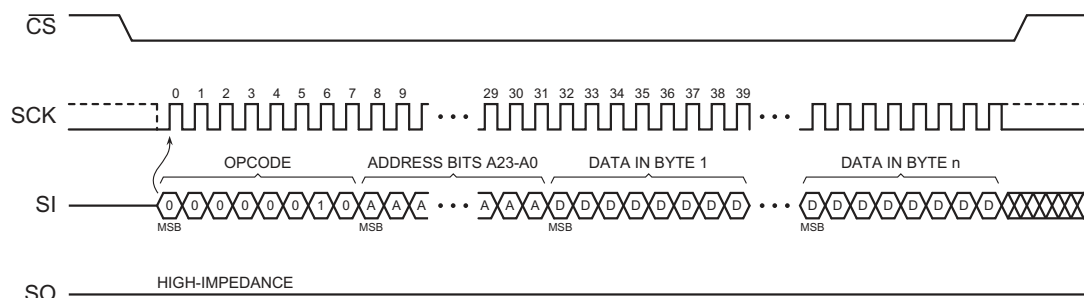 CS
SCK
0 1 2 3 4 5 6 7 8 9 29 30 31 32 33 34 35 36 37 38 39
OPCODE ADDRESS BITS A23-A0 DATA IN BYTE 1 DATA IN BYTE n
SI 0 0 0 0 0 0 1 0 A A A A A A D D D D D D D D D D D D D D D D
MSB MSB MSB MSB
SO HIGH-IMPEDANCE